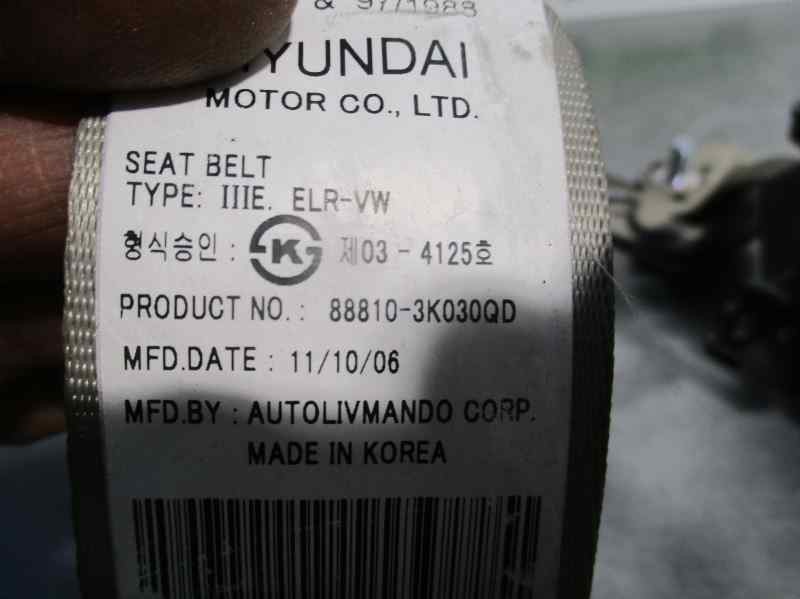 & 97/1988
YUNDAI
MOTOR CO., LTD.
SEAT BELT
TYPE: IIIE. ELR-VW
형식승인 : K 제03 - 4125호
PRODUCT NO.: 88810-3K030QD
MFD.DATE : 11/10/06
MFD.BY : AUTOLIVMANDO CORP.
MADE IN KOREA